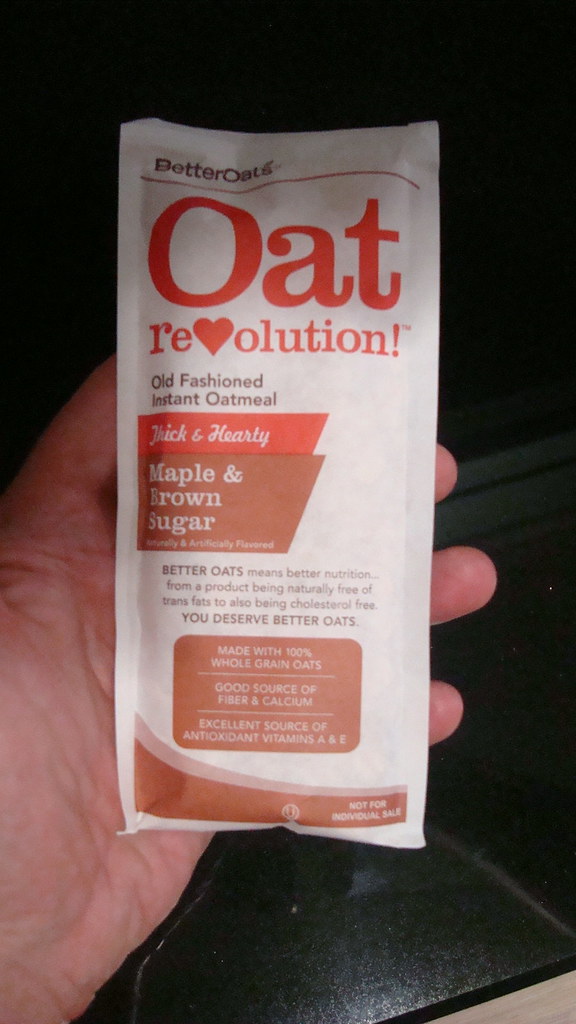 BetterOats™
Oat
re♥olution!™
Old Fashioned
Instant Oatmeal
Thick & Hearty
Maple &
Brown
Sugar
Naturally & Artificially Flavored
BETTER OATS means better nutrition...
from a product being naturally free of
trans fats to also being cholesterol free.
YOU DESERVE BETTER OATS.
MADE WITH 100%
WHOLE GRAIN OATS
GOOD SOURCE OF
FIBER & CALCIUM
EXCELLENT SOURCE OF
ANTIOXIDANT VITAMINS A & E
U
NOT FOR
INDIVIDUAL SALE